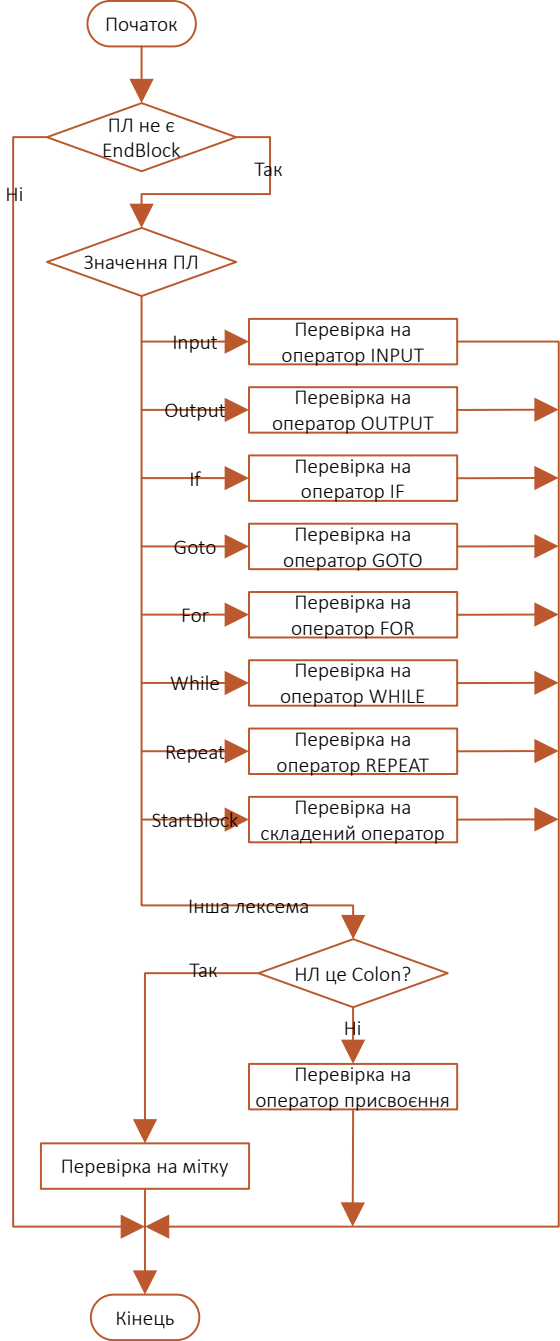 Початок
ПЛ не є
EndBlock
Так
Ні
Значення ПЛ
Input
Перевірка на
оператор INPUT
Output
Перевірка на
оператор OUTPUT
If
Перевірка на
оператор IF
Goto
Перевірка на
оператор GOTO
For
Перевірка на
оператор FOR
While
Перевірка на
оператор WHILE
Repeat
Перевірка на
оператор REPEAT
StartBlock
Перевірка на
складений оператор
Інша лексема
НЛ це Colon?
Так
Ні
Перевірка на
оператор присвоєння
Перевірка на мітку
Кінець